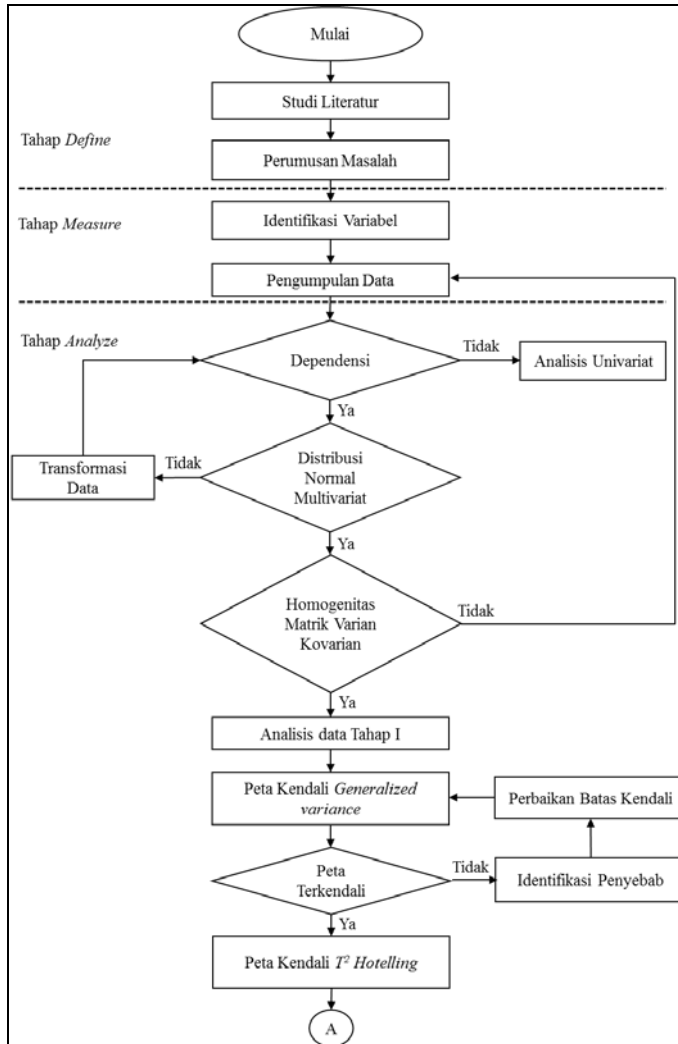 Mulai
Studi Literatur
Tahap Define
Perumusan Masalah
Tahap Measure
Identifikasi Variabel
Pengumpulan Data
Tahap Analyze
Dependensi
Tidak
Analisis Univariat
Ya
Transformasi
Data
Tidak
Distribusi
Normal
Multivariat
Ya
Homogenitas
Matrik Varian
Kovarian
Tidak
Ya
Analisis data Tahap I
Peta Kendali Generalized
variance
Perbaikan Batas Kendali
Peta
Terkendali
Tidak
Identifikasi Penyebab
Ya
Peta Kendali T² Hotelling
A